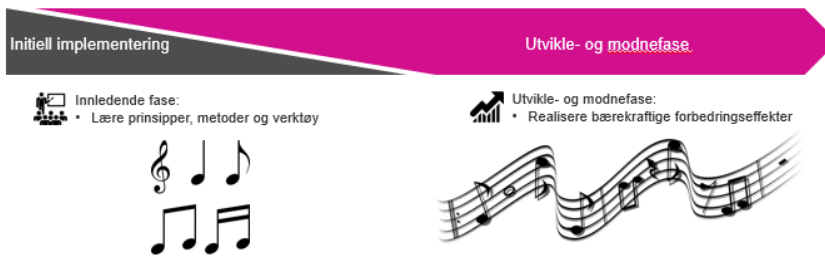 Initiell implementering
Utvikle- og modnefase
Innledende fase:
• Lære prinsipper, metoder og verktøy
Utvikle- og modnefase:
• Realisere bærekraftige forbedringseffekter